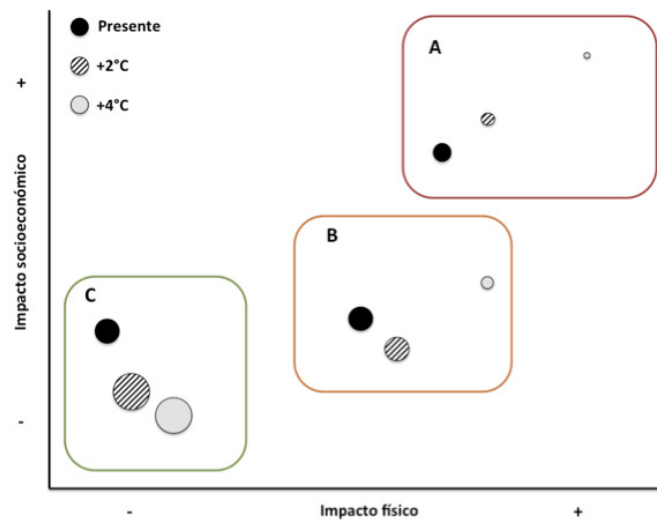 Presente
+2°C
+4°C
A
B
C
+
Impacto socioeconómico
-
-
Impacto físico
+